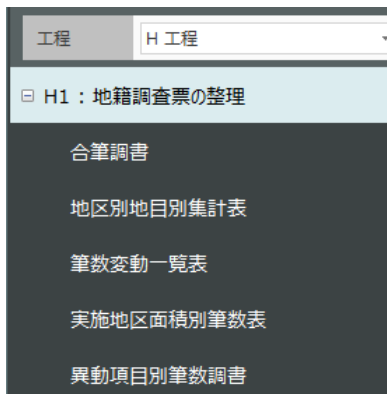 工程 H 工程
H1：地籍調査票の整理
合筆調書
地区別地目別集計表
筆数変動一覧表
実施地区面積別筆数表
異動項目別筆数調書